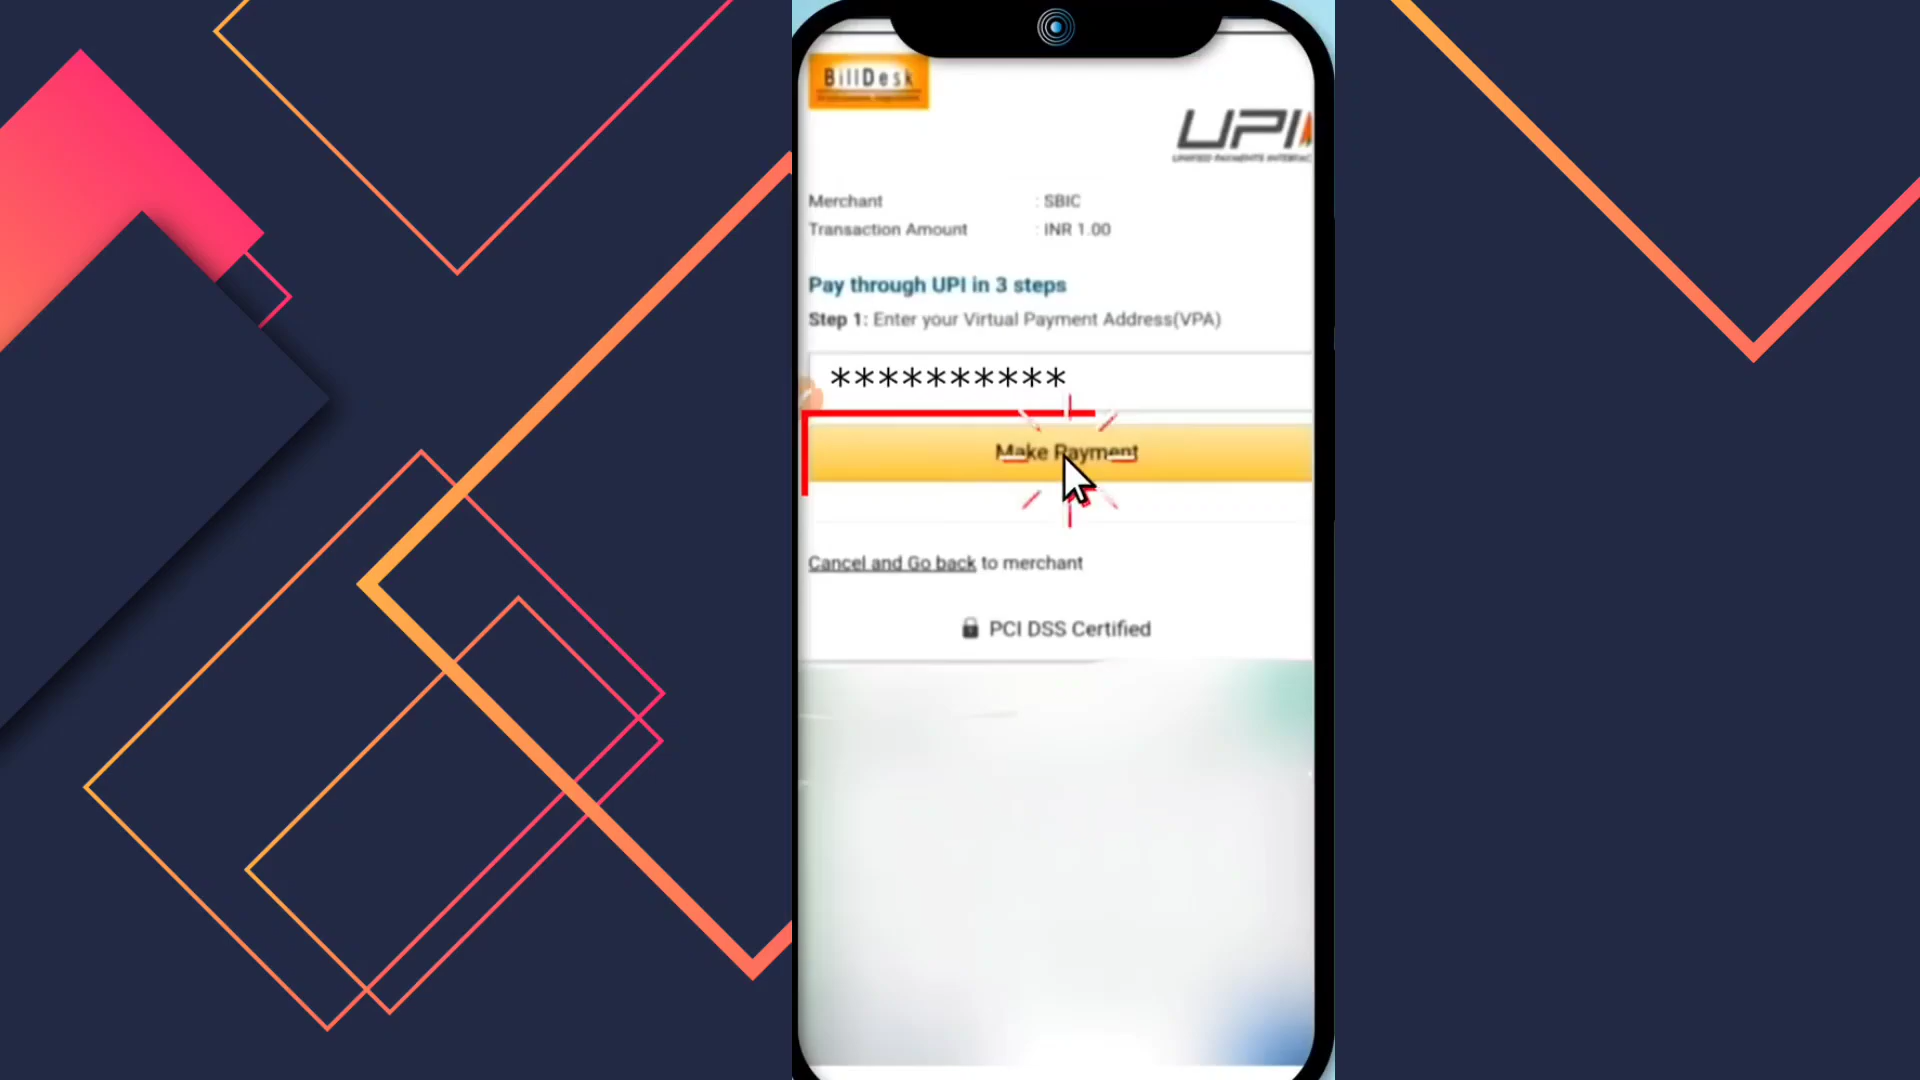 BillDesk
UPI
UNIFIED PAYMENTS INTERFAC
Merchant : SBIC
Transaction Amount : INR 1.00
Pay through UPI in 3 steps
Step 1: Enter your Virtual Payment Address(VPA)
**********
Make Payment
Cancel and Go back to merchant
PCI DSS Certified